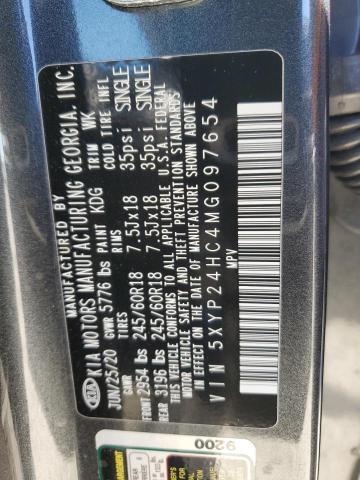 MANUFACTURED BY
KIA KIA MOTORS MANUFACTURING GEORGIA, INC.
JUN/25/20 GVWR 5776 lbs PAINT KDG TRIM WK
GAWR TIRES RIMS COLD TIRE INFL
FRONT 2954 lbs 245/60R18 7.5JX18 35psi SINGLE
REAR 3196 lbs 245/60R18 7.5JX18 35psi SINGLE
THIS VEHICLE CONFORMS TO ALL APPLICABLE U.S.A. FEDERAL
MOTOR VEHICLE SAFETY AND THEFT PREVENTION STANDARDS
IN EFFECT ON THE DATE OF MANUFACTURE SHOWN ABOVE
VIN 5XYP24HC4MG097654
MPV
9200